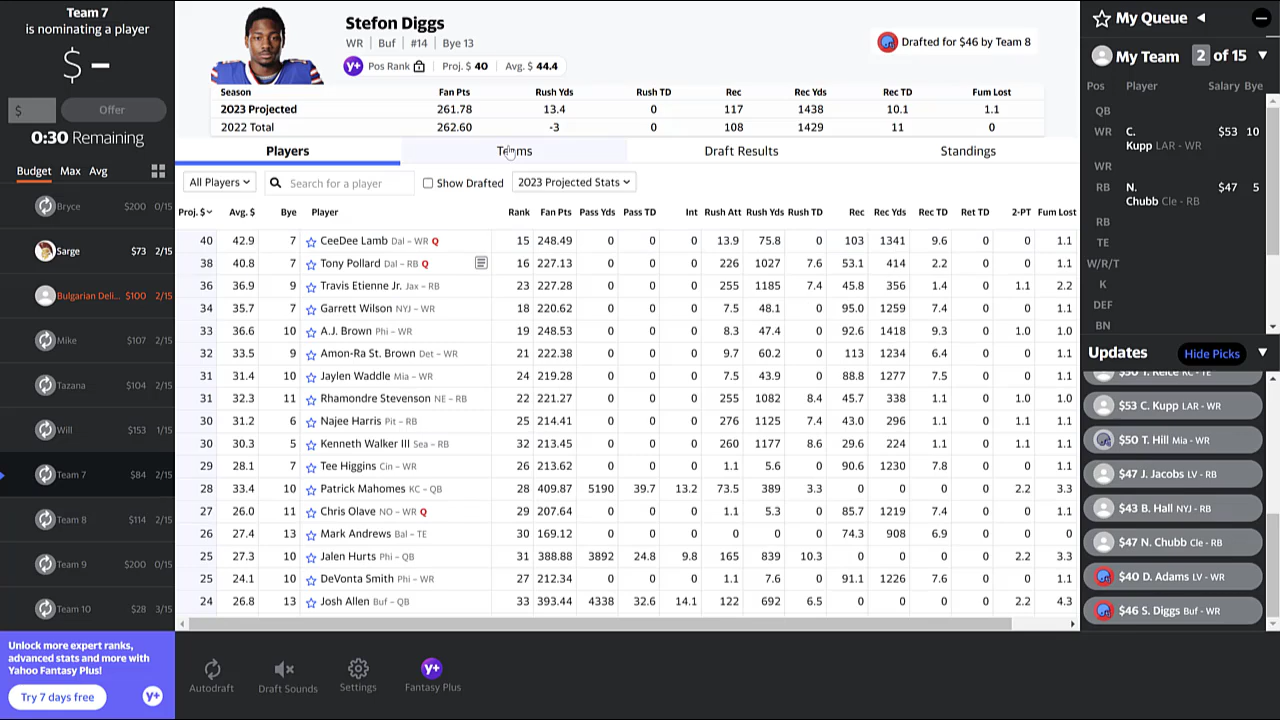 Team 7
is nominating a player
$ –
$
Offer
0:30 Remaining
Budget Max Avg
Bryce $200 0/15
Sarge $73 2/15
Bulgarian Deli... $100 2/15
Mike $107 2/15
Tazana $104 2/15
Will $153 1/15
Team 7 $84 2/15
Team 8 $114 2/15
Team 9 $200 0/15
Team 10 $28 3/15
Unlock more expert ranks,
advanced stats and more with
Yahoo Fantasy Plus!
Try 7 days free
y+
Stefon Diggs
WR | Buf | #14 | Bye 13
y+ Pos Rank | Proj. $ 40 | Avg. $ 44.4
Drafted for $46 by Team 8
Season Fan Pts Rush Yds Rush TD Rec Rec Yds Rec TD Fum Lost
2023 Projected 261.78 13.4 0 117 1438 10.1 1.1
2022 Total 262.60 -3 0 108 1429 11 0
Players Teams Draft Results Standings
All Players Search for a player Show Drafted 2023 Projected Stats
Proj. $ Avg. $ Bye Player Rank Fan Pts Pass Yds Pass TD Int Rush Att Rush Yds Rush TD Rec Rec Yds Rec TD Ret TD 2-PT Fum Lost
40 42.9 7 CeeDee Lamb Dal - WR Q 15 248.49 0 0 0 13.9 75.8 0 103 1341 9.6 0 0 1.1
38 40.8 7 Tony Pollard Dal - RB Q 16 227.13 0 0 0 226 1027 7.6 53.1 414 2.2 0 0 1.1
36 36.9 9 Travis Etienne Jr. Jax - RB 23 227.28 0 0 0 255 1185 7.4 45.8 356 1.4 0 1.1 2.2
34 35.7 7 Garrett Wilson NYJ - WR 18 220.62 0 0 0 7.5 48.1 0 95.0 1259 7.4 0 0 1.1
33 36.6 10 A.J. Brown Phi - WR 19 248.53 0 0 0 8.3 47.4 0 92.6 1418 9.3 0 1.0 1.0
32 33.5 9 Amon-Ra St. Brown Det - WR 21 222.38 0 0 0 9.7 60.2 0 113 1234 6.4 0 0 1.1
31 31.4 10 Jaylen Waddle Mia - WR 24 219.28 0 0 0 7.5 43.9 0 88.8 1277 7.5 0 0 1.1
31 32.3 11 Rhamondre Stevenson NE - RB 22 221.27 0 0 0 255 1082 8.4 45.7 338 1.1 0 1.0 1.0
30 31.2 6 Najee Harris Pit - RB 25 214.41 0 0 0 276 1125 7.4 43.0 296 1.1 0 1.1 1.1
30 30.3 5 Kenneth Walker III Sea - RB 32 213.45 0 0 0 260 1177 8.6 29.6 224 1.1 0 1.1 1.1
29 28.1 7 Tee Higgins Cin - WR 26 213.62 0 0 0 1.1 5.6 0 90.6 1230 7.8 0 0 1.1
28 33.4 10 Patrick Mahomes KC - QB 28 409.87 5190 39.7 13.2 73.5 389 3.3 0 0 0 0 2.2 3.3
27 26.0 11 Chris Olave NO - WR Q 29 207.64 0 0 0 1.1 5.3 0 85.7 1219 7.4 0 0 1.1
26 27.4 13 Mark Andrews Bal - TE 30 169.12 0 0 0 0 0 0 74.3 908 6.9 0 0 0
25 27.3 10 Jalen Hurts Phi - QB 31 388.88 3892 24.8 9.8 165 839 10.3 0 0 0 0 2.2 3.3
25 24.1 10 DeVonta Smith Phi - WR 27 212.34 0 0 0 1.1 7.6 0 91.1 1226 7.6 0 0 1.1
24 26.8 13 Josh Allen Buf - QB 33 393.44 4338 32.6 14.1 122 692 6.5 0 0 0 0 2.2 4.3
Autodraft Draft Sounds Settings y+ Fantasy Plus
My Queue
My Team 2 of 15
Pos Player Salary Bye
QB
WR C. Kupp LAR - WR $53 10
WR
RB N. Chubb Cle - RB $47 5
RB
TE
W/R/T
K
DEF
BN
Updates Hide Picks
$53 C. Kupp LAR - WR
$50 T. Hill Mia - WR
$47 J. Jacobs LV - RB
$43 B. Hall NYJ - RB
$47 N. Chubb Cle - RB
$40 D. Adams LV - WR
$46 S. Diggs Buf - WR